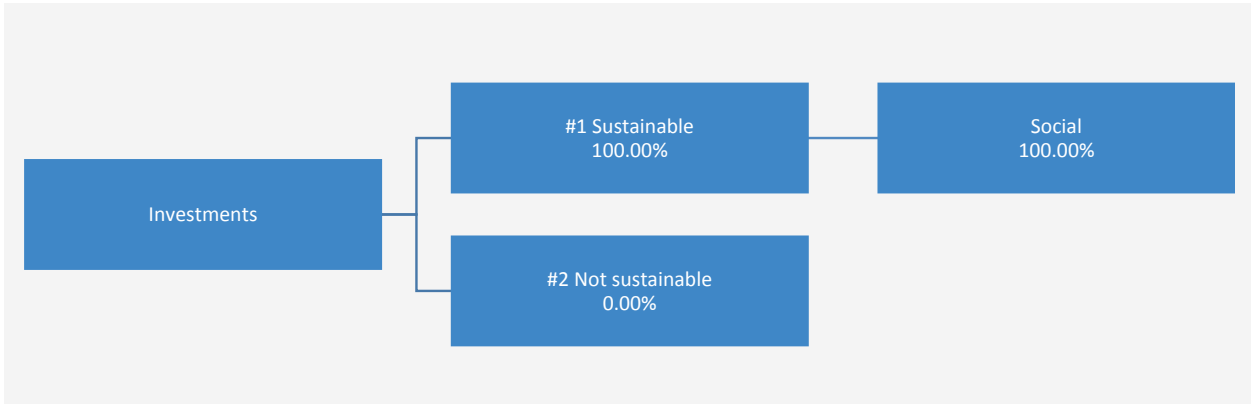 Investments
#1 Sustainable
100.00%
Social
100.00%
#2 Not sustainable
0.00%